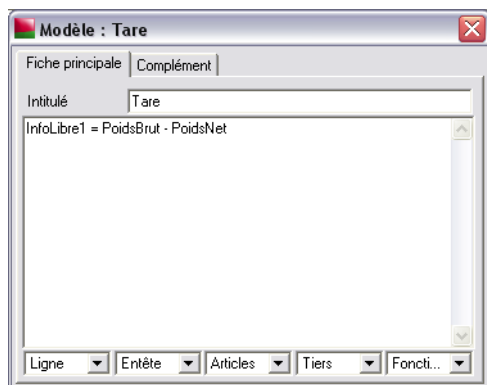 Modèle : Tare
Fiche principale Complément
Intitulé Tare
InfoLibre1 = PoidsBrut - PoidsNet
Ligne Entête Articles Tiers Foncti...